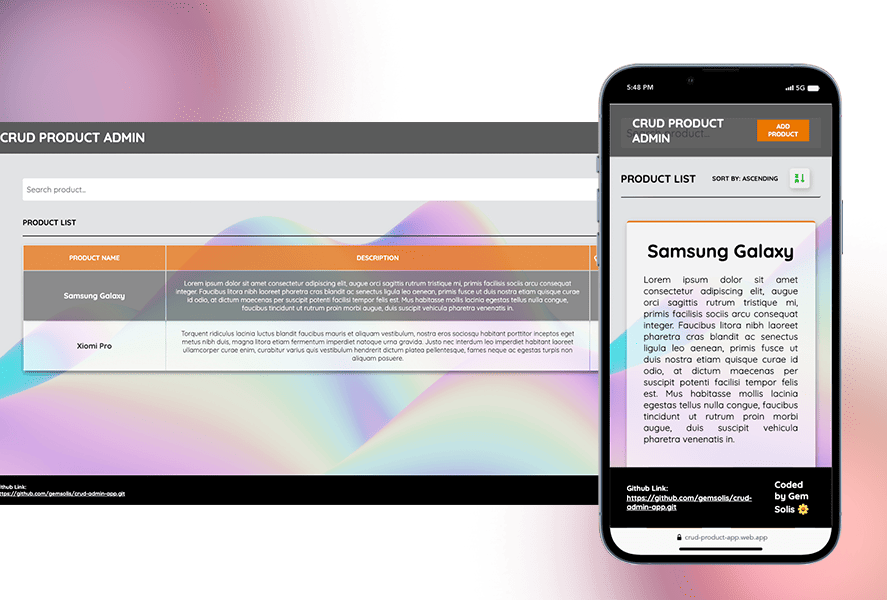 CRUD PRODUCT ADMIN
Search product...
PRODUCT LIST
PRODUCT NAME
DESCRIPTION
Samsung Galaxy
Lorem ipsum dolor sit amet consectetur adipiscing elit, augue orci sagittis rutrum tristique mi, primis facilisis sociis arcu consequat
integer. Faucibus litora nibh laoreet pharetra cras blandit ac senectus ligula leo aenean, primis fusce ut duis nostra etiam quisque curae
id odio, at dictum maecenas per suscipit potenti facilisi tempor felis est. Mus habitasse mollis lacinia egestas tellus nulla congue,
faucibus tincidunt ut rutrum proin morbi augue, duis suscipit vehicula pharetra venenatis in.
Xiomi Pro
Torquent ridiculus lacinia luctus blandit faucibus mauris et aliquam vestibulum, nostra eros sociosqu habitant porttitor inceptos eget
metus nibh duis, magna litora etiam fermentum imperdiet natoque urna gravida. Justo nec interdum leo imperdiet habitant laoreet
ullamcorper curae enim, curabitur varius quis vestibulum hendrerit dictum platea pellentesque, fames neque ac egestas turpis non
aliquam posuere.
ithub Link:
ttps://github.com/gemsolis/crud-admin-app.git
5:48 PM
5G
CRUD PRODUCT
ADMIN
Search product...
ADD
PRODUCT
PRODUCT LIST
SORT BY: ASCENDING
Samsung Galaxy
Lorem ipsum dolor sit amet
consectetur adipiscing elit, augue
orci sagittis rutrum tristique mi,
primis facilisis sociis arcu consequat
integer. Faucibus litora nibh laoreet
pharetra cras blandit ac senectus
ligula leo aenean, primis fusce ut
duis nostra etiam quisque curae id
odio, at dictum maecenas per
suscipit potenti facilisi tempor felis
est. Mus habitasse mollis lacinia
egestas tellus nulla congue, faucibus
tincidunt ut rutrum proin morbi
augue, duis suscipit vehicula
pharetra venenatis in.
Github Link:
https://github.com/gemsolis/crud-
admin-app.git
Coded
by Gem
Solis
crud-product-app.web.app